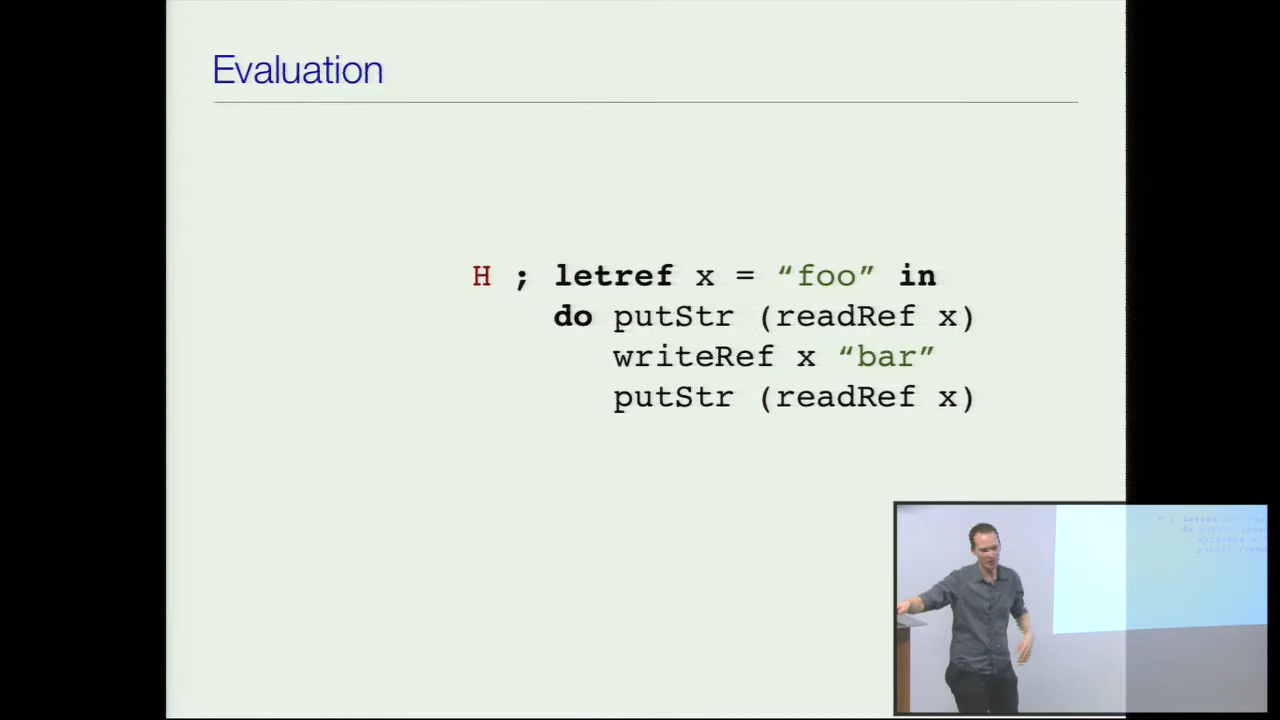 Evaluation
H ; letref x = “foo” in
do putStr (readRef x)
writeRef x “bar”
putStr (readRef x)